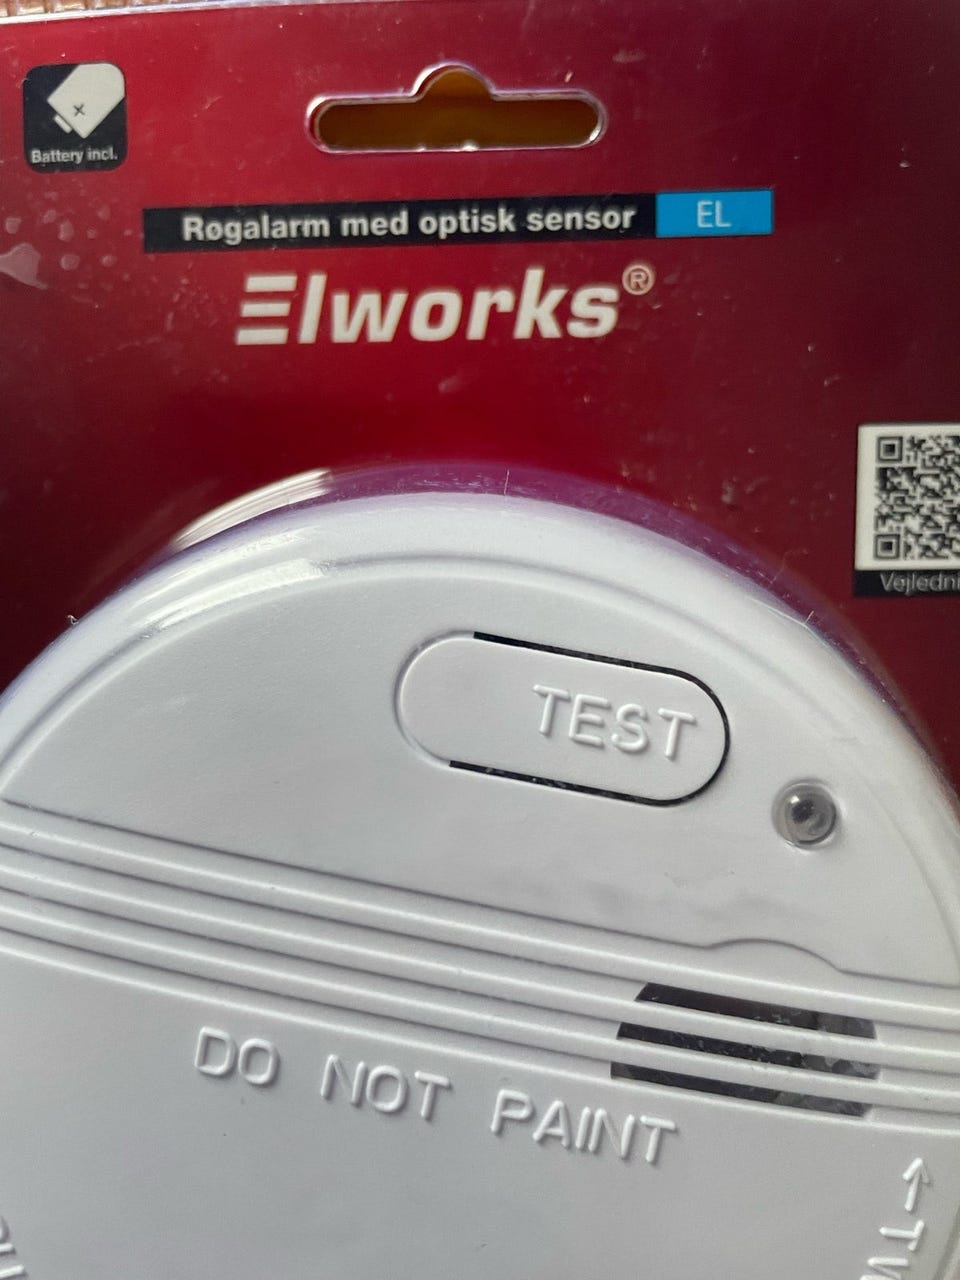 Battery incl.
Røgalarm med optisk sensor
EL
Elworks®
TEST
DO NOT PAINT